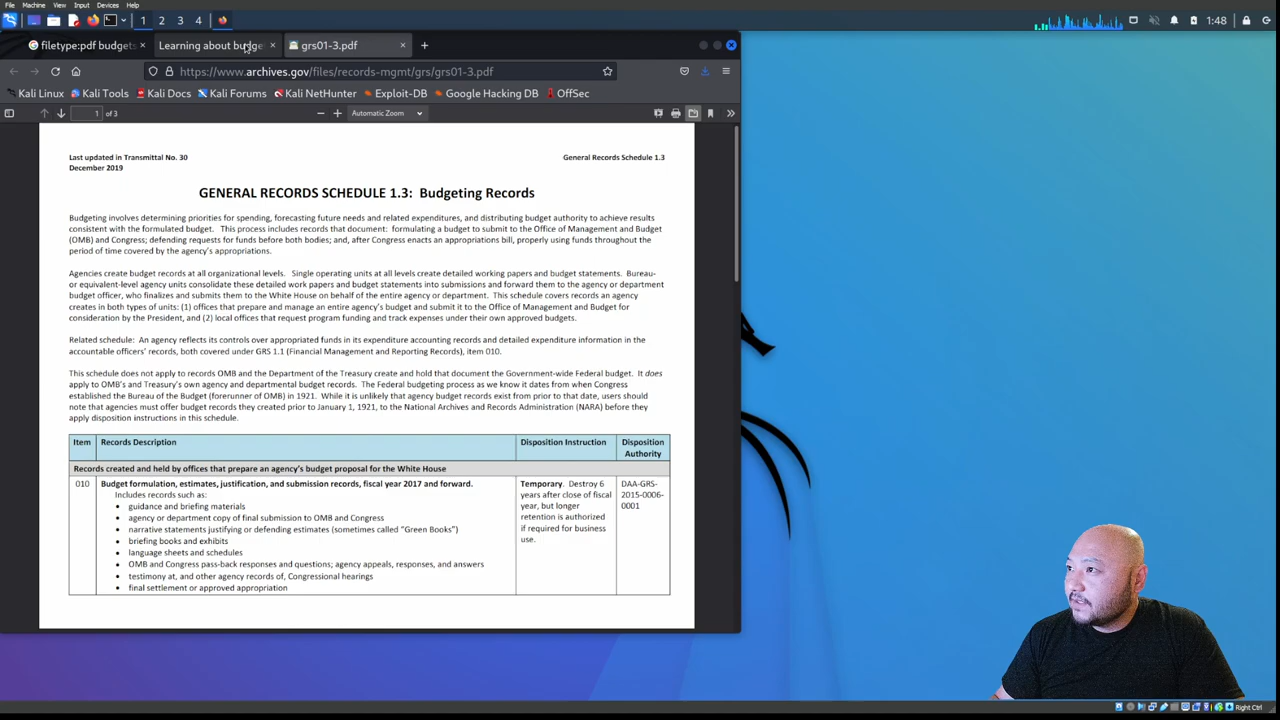 File Machine View Input Devices Help
1 2 3 4
1:48
filetype:pdf budgets
Learning about budge
grs01-3.pdf
https://www.archives.gov/files/records-mgmt/grs/grs01-3.pdf
Kali Linux Kali Tools Kali Docs Kali Forums Kali NetHunter Exploit-DB Google Hacking DB OffSec
1 of 3
Automatic Zoom
Last updated in Transmittal No. 30
General Records Schedule 1.3
December 2019
GENERAL RECORDS SCHEDULE 1.3: Budgeting Records
Budgeting involves determining priorities for spending, forecasting future needs and related expenditures, and distributing budget authority to achieve results
consistent with the formulated budget. This process includes records that document: formulating a budget to submit to the Office of Management and Budget
(OMB) and Congress; defending requests for funds before both bodies; and, after Congress enacts an appropriations bill, properly using funds throughout the
period of time covered by the agency's appropriations.
Agencies create budget records at all organizational levels. Single operating units at all levels create detailed working papers and budget statements. Bureau-
or equivalent-level agency units consolidate these detailed work papers and budget statements into submissions and forward them to the agency or department
budget officer, who finalizes and submits them to the White House on behalf of the entire agency or department. This schedule covers records an agency
creates in both types of units: (1) offices that prepare and manage an entire agency's budget and submit it to the Office of Management and Budget for
consideration by the President, and (2) local offices that request program funding and track expenses under their own approved budgets.
Related schedule: An agency reflects its controls over appropriated funds in its expenditure accounting records and detailed expenditure information in the
accountable officers' records, both covered under GRS 1.1 (Financial Management and Reporting Records), item 010.
This schedule does not apply to records OMB and the Department of the Treasury create and hold that document the Government-wide Federal budget. It does
apply to OMB's and Treasury's own agency and departmental budget records. The Federal budgeting process as we know it dates from when Congress
established the Bureau of the Budget (forerunner of OMB) in 1921. While it is unlikely that agency budget records exist from prior to that date, users should
note that agencies must offer budget records they created prior to January 1, 1921, to the National Archives and Records Administration (NARA) before they
apply disposition instructions in this schedule.
Item Records Description Disposition Instruction Disposition
Authority
Records created and held by offices that prepare an agency's budget proposal for the White House
010 Budget formulation, estimates, justification, and submission records, fiscal year 2017 and forward.
Includes records such as:
• guidance and briefing materials
• agency or department copy of final submission to OMB and Congress
• narrative statements justifying or defending estimates (sometimes called "Green Books")
• briefing books and exhibits
• language sheets and schedules
• OMB and Congress pass-back responses and questions; agency appeals, responses, and answers
• testimony at, and other agency records of, Congressional hearings
• final settlement or approved appropriation
Temporary. Destroy 6
years after close of fiscal
year, but longer
retention is authorized
if required for business
use.
DAA-GRS-
2015-0006-
0001
Right Ctrl